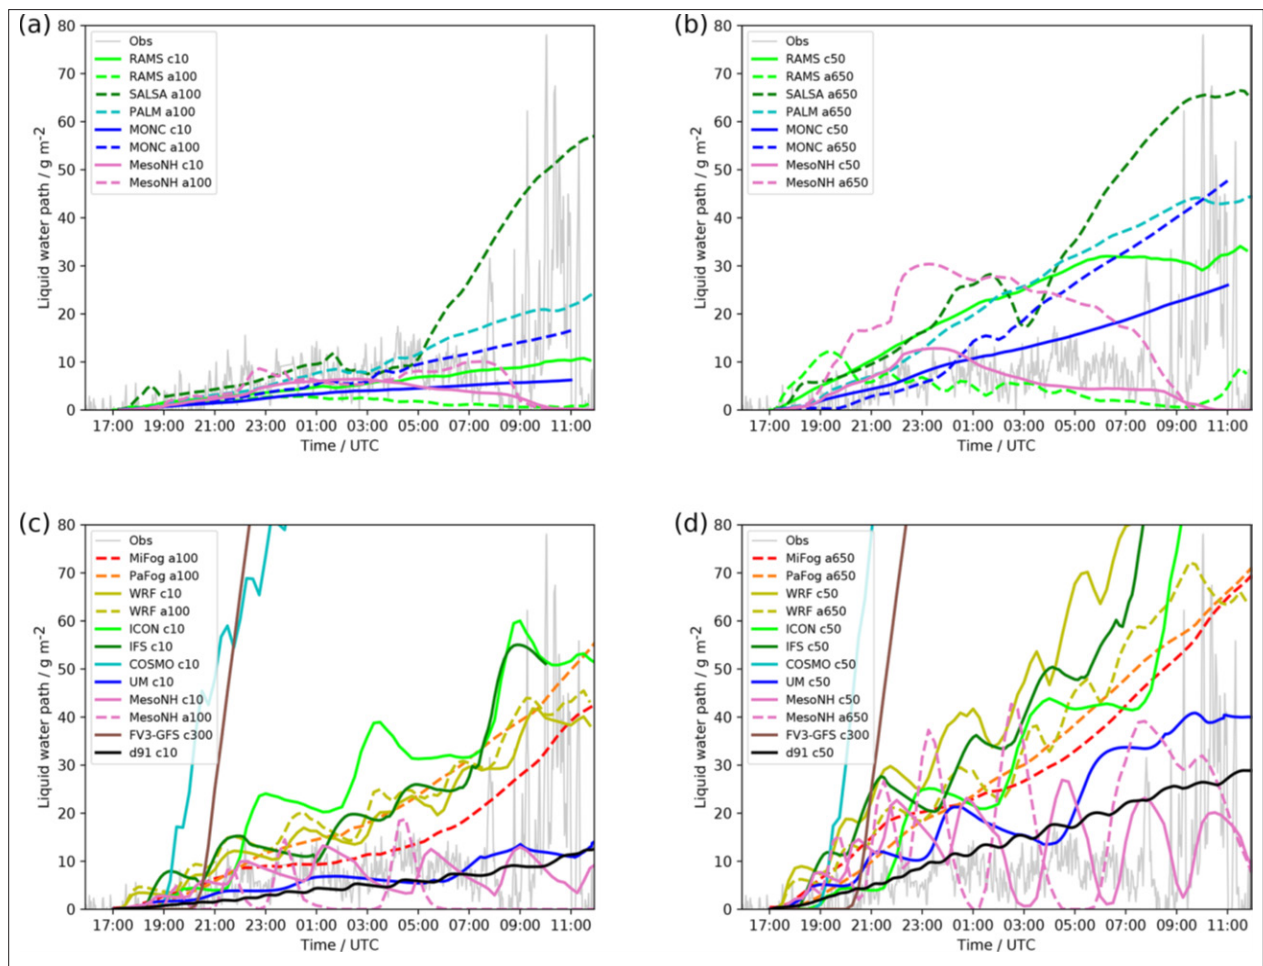 (a)
80
70
60
50
40
30
20
10
0
Liquid water path / g m-2
Obs
RAMS c10
RAMS a100
SALSA a100
PALM a100
MONC c10
MONC a100
MesoNH c10
MesoNH a100
17:00 19:00 21:00 23:00 01:00 03:00 05:00 07:00 09:00 11:00
Time / UTC
(b)
80
70
60
50
40
30
20
10
0
Liquid water path / g m-2
Obs
RAMS c50
RAMS a650
SALSA a650
PALM a650
MONC c50
MONC a650
MesoNH c50
MesoNH a650
17:00 19:00 21:00 23:00 01:00 03:00 05:00 07:00 09:00 11:00
Time / UTC
(c)
80
70
60
50
40
30
20
10
0
Liquid water path / g m-2
Obs
MiFog a100
PaFog a100
WRF c10
WRF a100
ICON c10
IFS c10
COSMO c10
UM c10
MesoNH c10
MesoNH a100
FV3-GFS c300
d91 c10
17:00 19:00 21:00 23:00 01:00 03:00 05:00 07:00 09:00 11:00
Time / UTC
(d)
80
70
60
50
40
30
20
10
0
Liquid water path / g m-2
Obs
MiFog a650
PaFog a650
WRF c50
WRF a650
ICON c50
IFS c50
COSMO c50
UM c50
MesoNH c50
MesoNH a650
FV3-GFS c300
d91 c50
17:00 19:00 21:00 23:00 01:00 03:00 05:00 07:00 09:00 11:00
Time / UTC